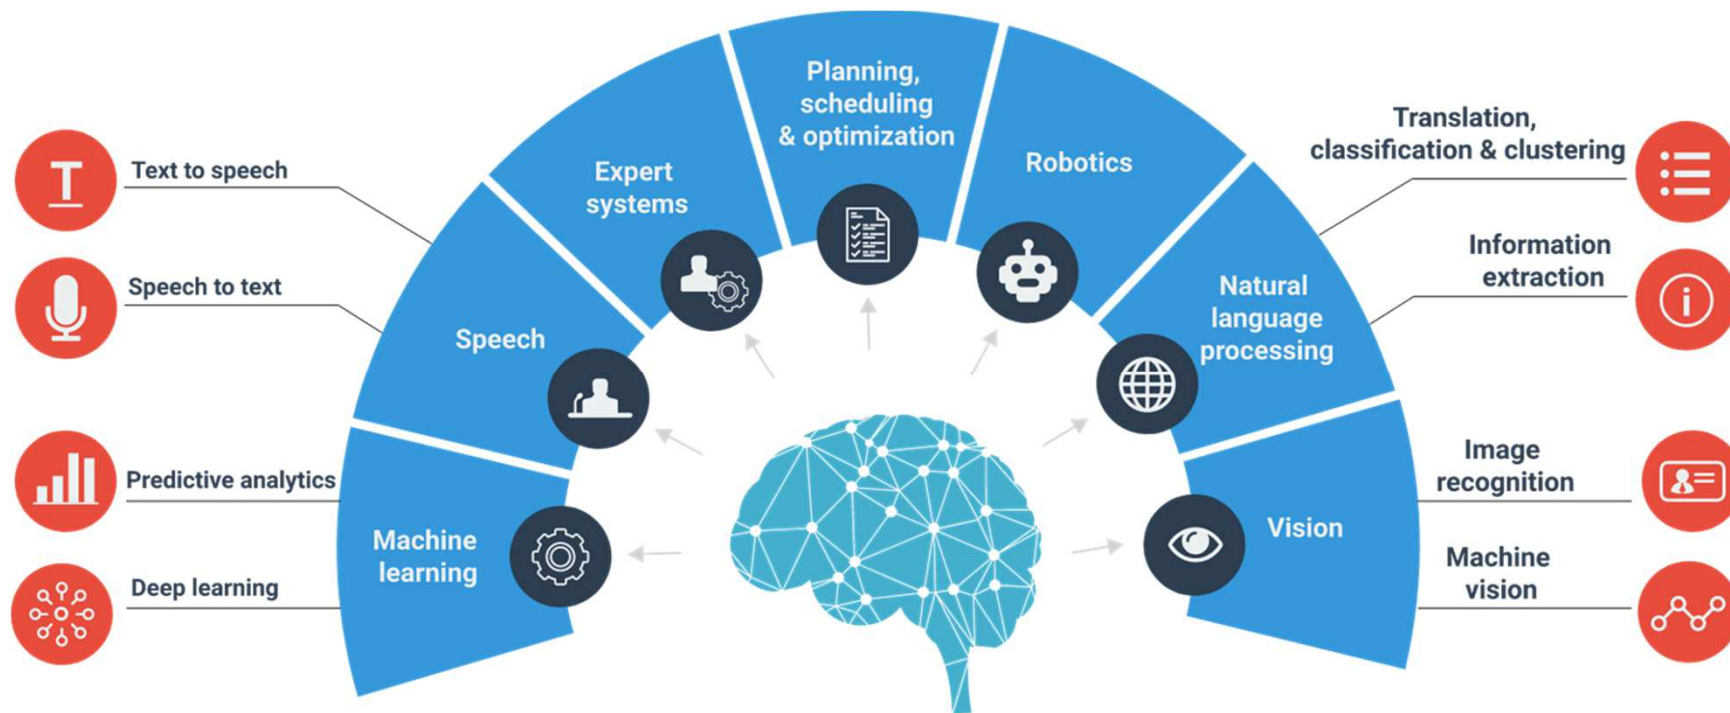 Planning,
scheduling
& optimization
Expert
systems
Robotics
Text to speech
Speech to text
Speech
Predictive analytics
Machine
learning
Deep learning
Translation,
classification & clustering
Information
extraction
Natural
language
processing
Image
recognition
Vision
Machine
vision
T
i